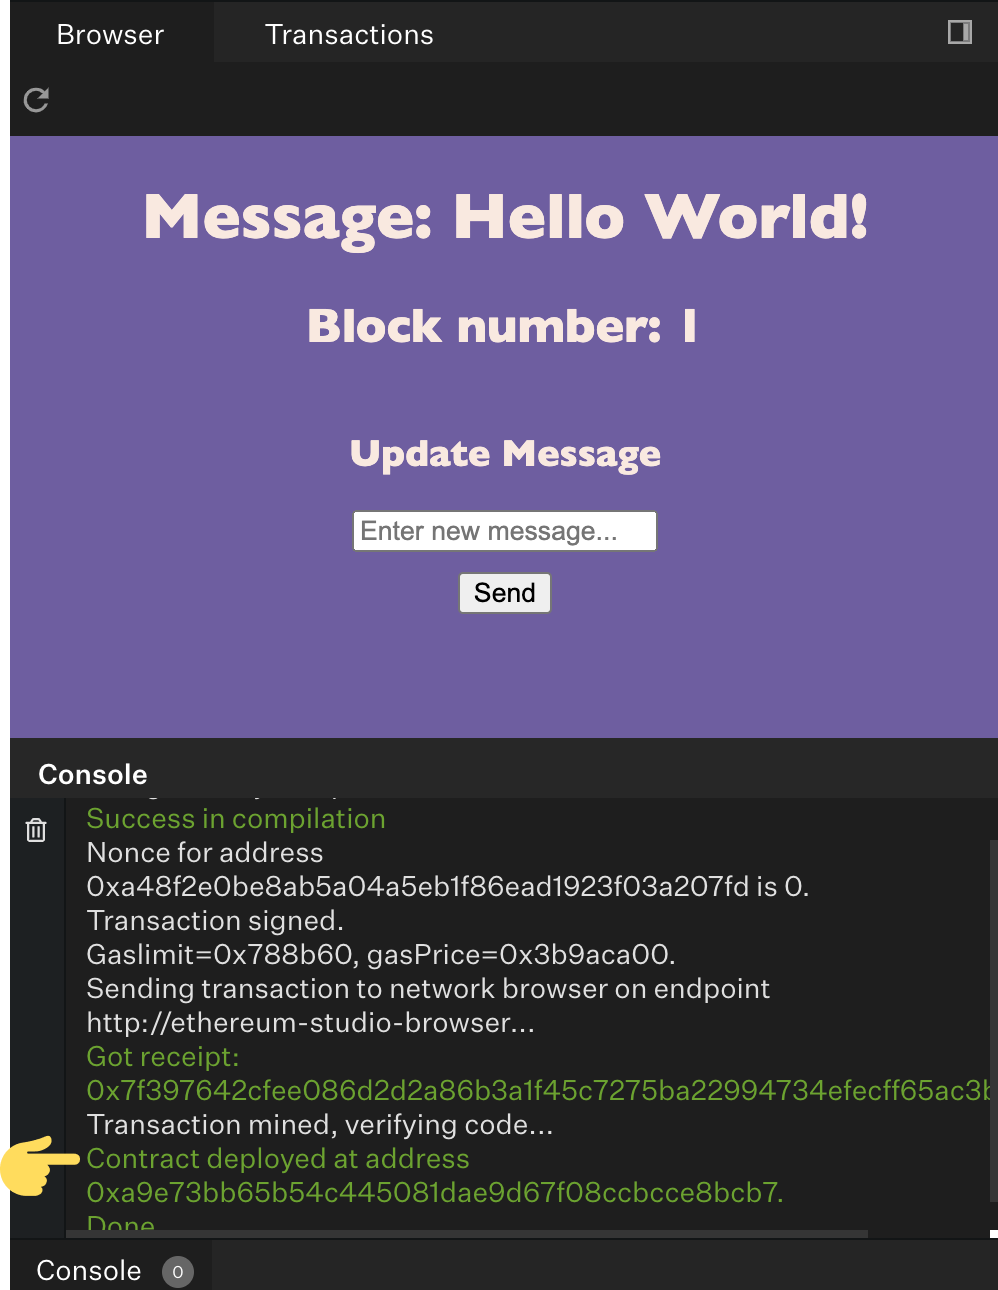 Browser
Transactions
Message: Hello World!
Block number: 1
Update Message
Enter new message...
Send
Console
Success in compilation
Nonce for address
0xa48f2e0be8ab5a04a5eb1f86ead1923f03a207fd is 0.
Transaction signed.
Gaslimit=0x788b60, gasPrice=0x3b9aca00.
Sending transaction to network browser on endpoint
http://ethereum-studio-browser...
Got receipt:
0x7f397642cfee086d2d2a86b3a1f45c7275ba22994734efecff65ac3b
Transaction mined, verifying code...
Contract deployed at address
0xa9e73bb65b54c445081dae9d67f08ccbcce8bcb7.
Done
Console 0